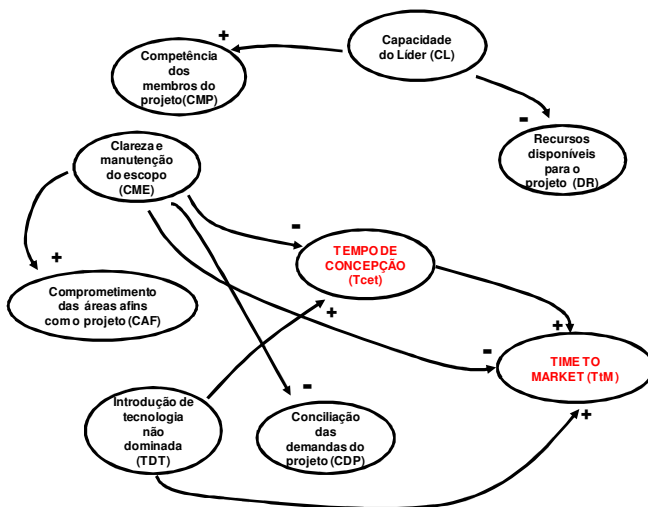 +
Capacidade
do Líder (CL)
Competência
dos
membros do
projeto(CMP)
-
Recursos
disponíveis
para o
projeto (DR)
Clareza e
manutenção
do escopo
(CME)
-
TEMPO DE
CONCEPÇÃO
(Tcet)
+
Comprometimento
das áreas afins
com o projeto (CAF)
+
+
-
TIME TO
MARKET (TtM)
-
+
Introdução de
tecnologia
não
dominada
(TDT)
Conciliação
das
demandas do
projeto (CDP)